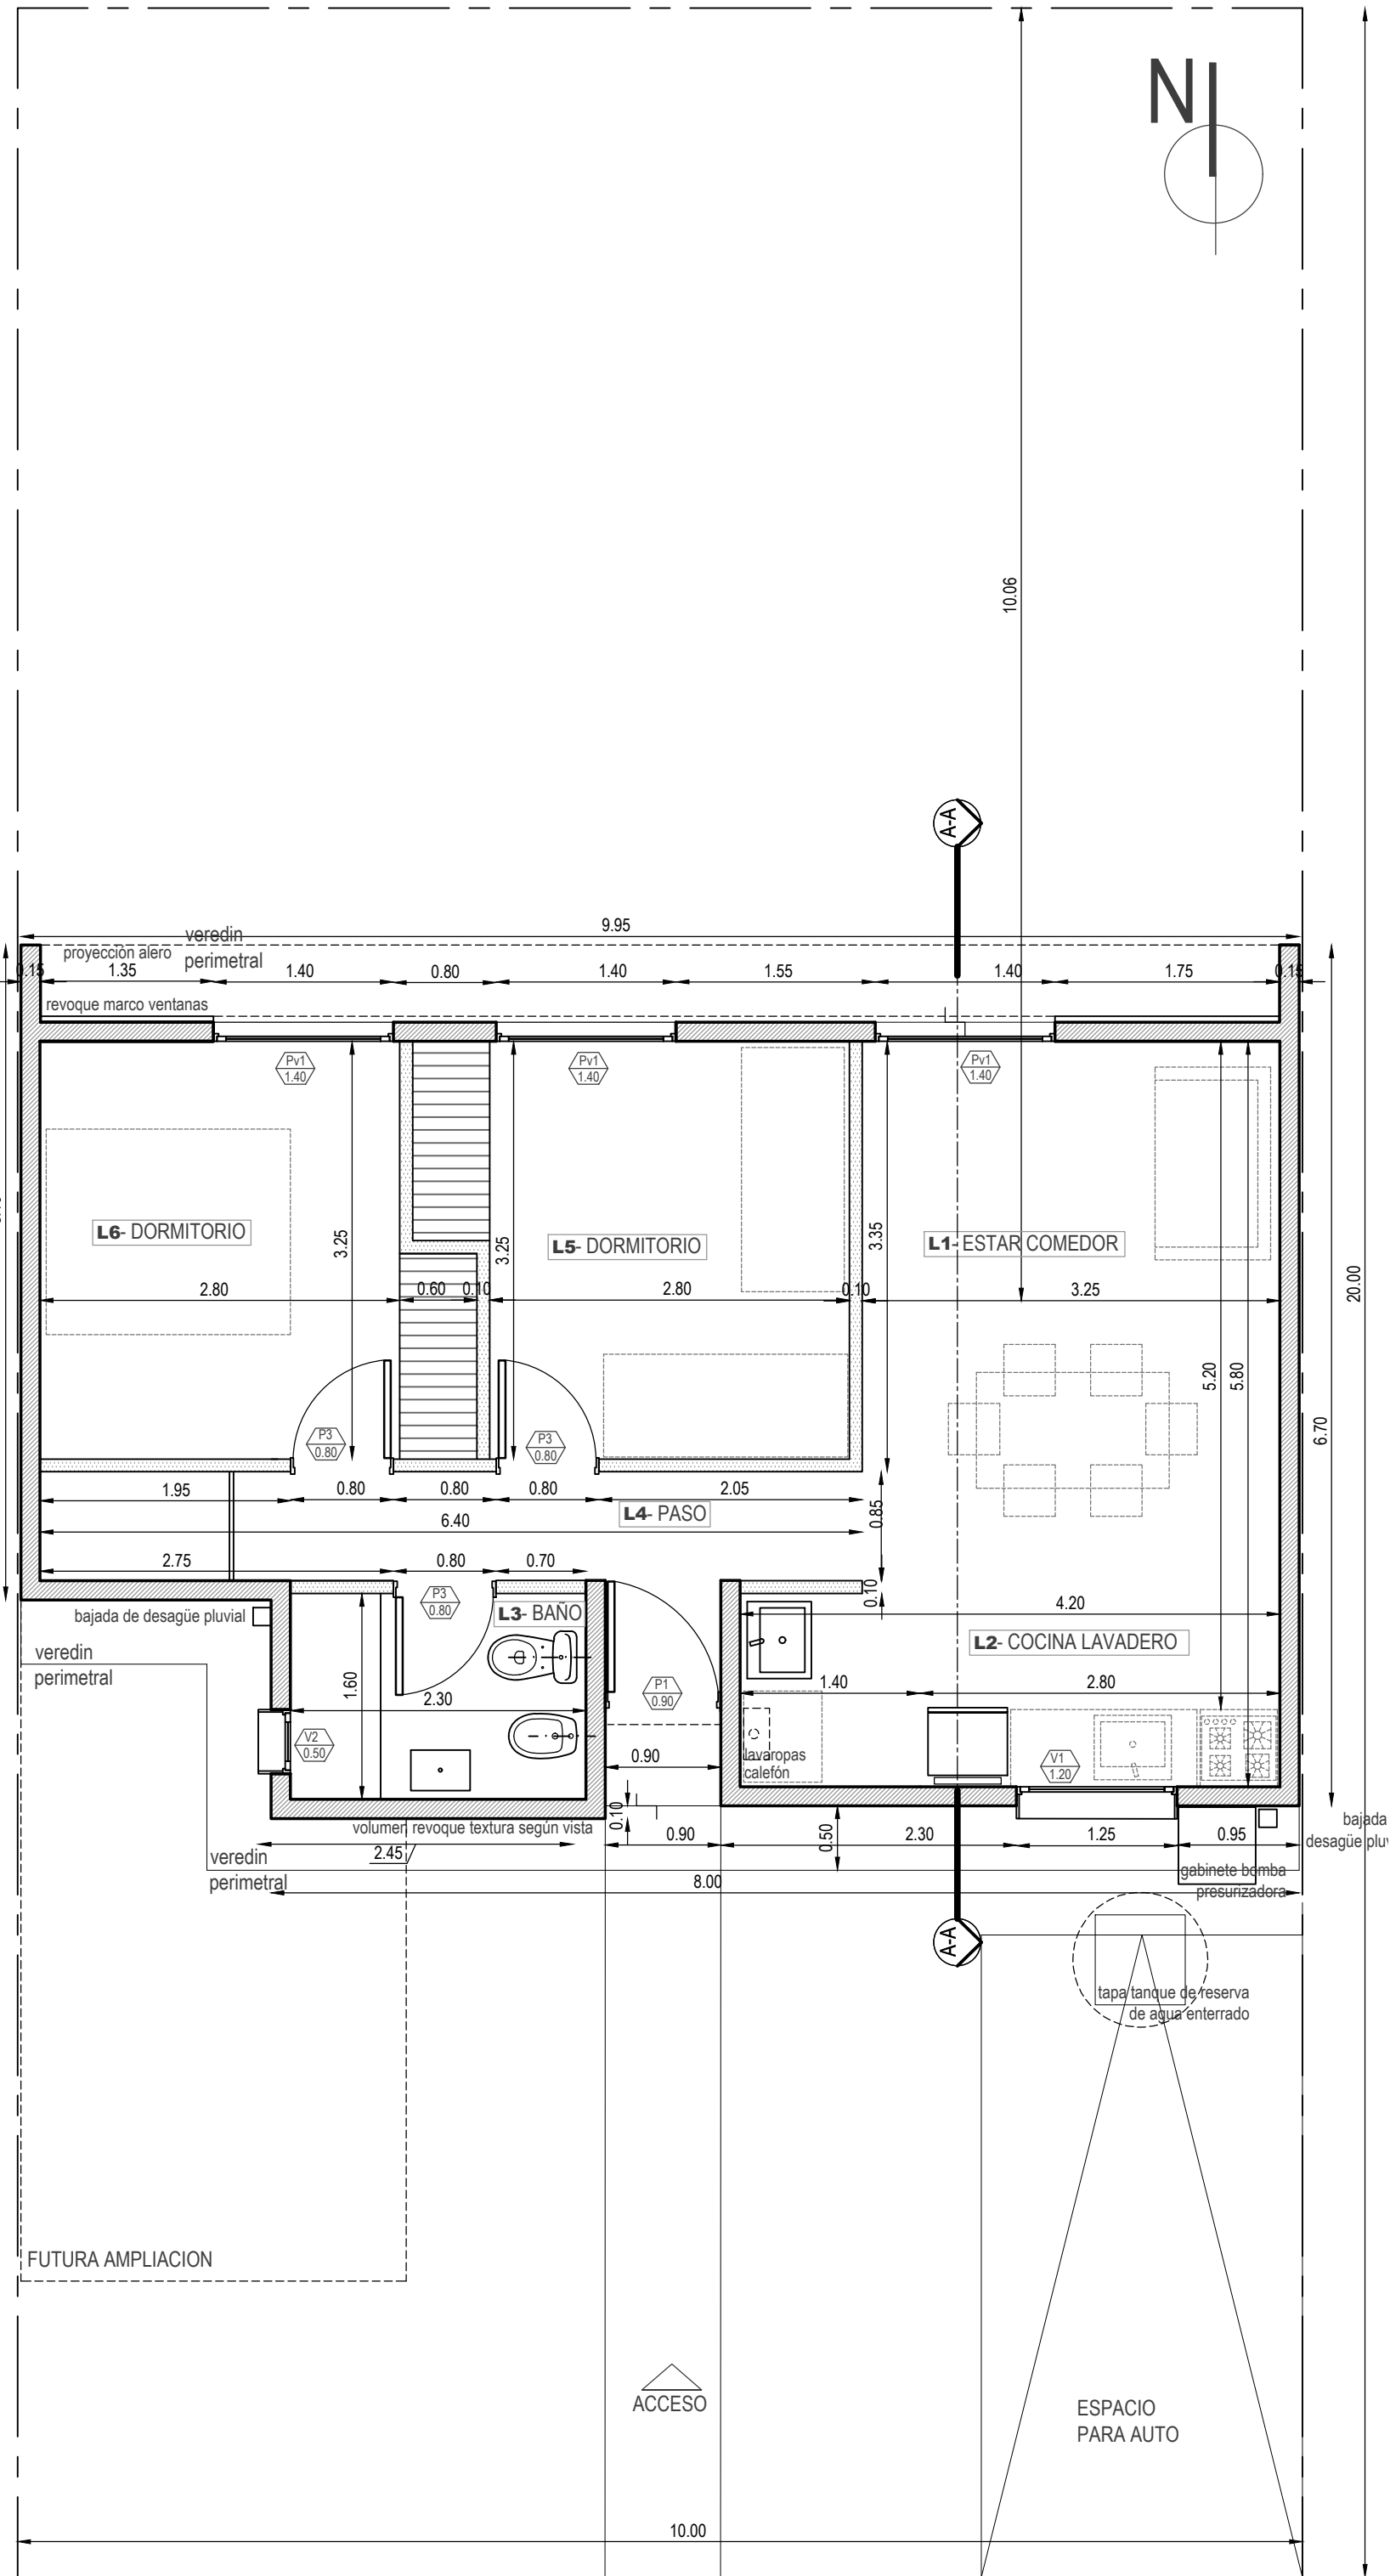 N
10.06
A-A
9.95
veredin
proyección alero
perimetral
0.15
1.35
1.40
0.80
1.40
1.55
1.40
1.75
0.15
revoque marco ventanas
Pv1
1.40
Pv1
1.40
Pv1
1.40
L6- DORMITORIO
3.25
3.25
L5- DORMITORIO
3.35
L1- ESTAR COMEDOR
2.80
0.60
0.10
2.80
0.10
3.25
20.00
5.20
5.80
6.70
P3
0.80
P3
0.80
1.95
0.80
0.80
0.80
2.05
L4- PASO
0.85
6.40
2.75
0.80
0.70
P3
0.80
L3- BAÑO
0.10
4.20
bajada de desagüe pluvial
veredin
perimetral
L2- COCINA LAVADERO
1.60
2.30
P1
0.90
1.40
2.80
V2
0.50
lavaropas
calefón
V1
1.20
0.90
0.10
volumen revoque textura según vista
2.45
0.90
0.50
2.30
1.25
0.95
bajada
desagüe plu
veredin
perimetral
8.00
gabinete bomba
presurizadora
A-A
tapa tanque de reserva
de agua enterrado
FUTURA AMPLIACION
ACCESO
ESPACIO
PARA AUTO
10.00